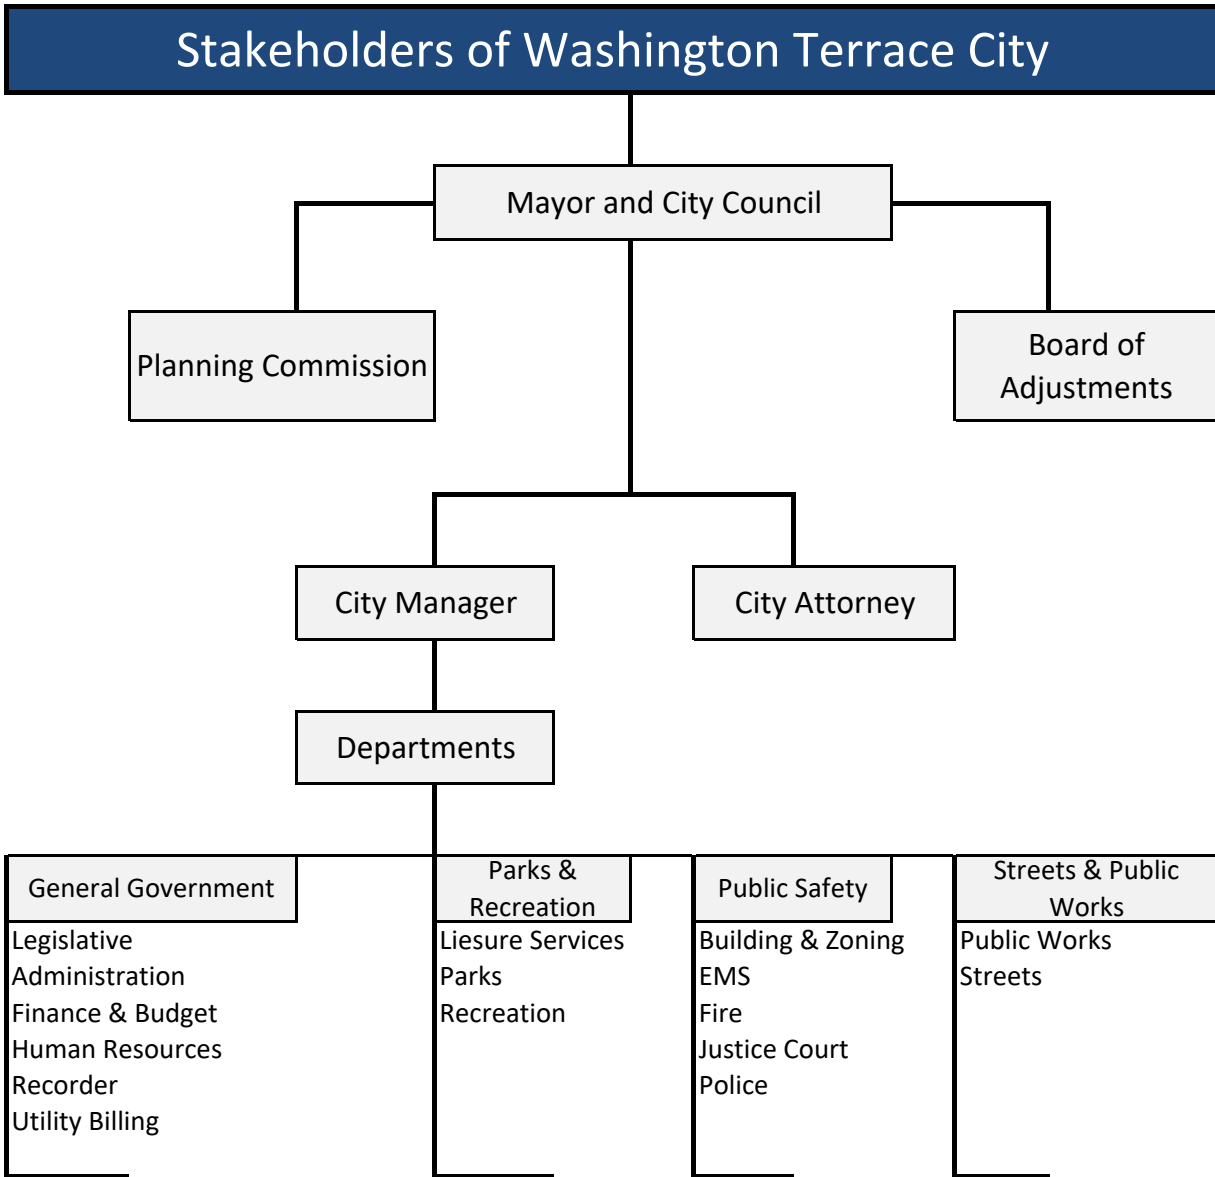 Stakeholders of Washington Terrace City
Mayor and City Council
Planning Commission
Board of
Adjustments
City Manager
City Attorney
Departments
General Government
Legislative
Administration
Finance & Budget
Human Resources
Recorder
Utility Billing
Parks &
Recreation
Liesure Services
Parks
Recreation
Public Safety
Building & Zoning
EMS
Fire
Justice Court
Police
Streets & Public
Works
Public Works
Streets